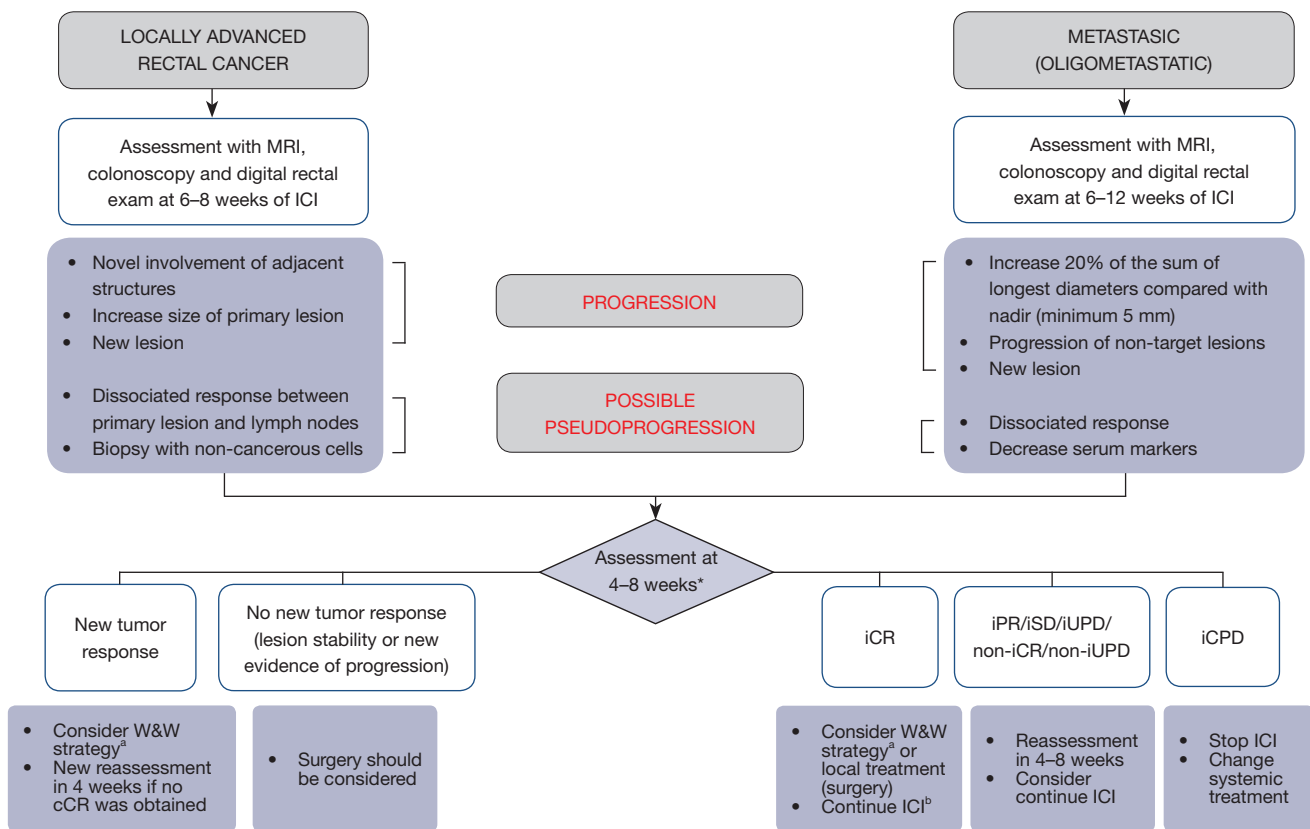 LOCALLY ADVANCED
RECTAL CANCER
METASTASIC
(OLIGOMETASTATIC)
Assessment with MRI,
colonoscopy and digital rectal
exam at 6–8 weeks of ICI
Assessment with MRI,
colonoscopy and digital rectal
exam at 6–12 weeks of ICI
• Novel involvement of adjacent
structures
• Increase size of primary lesion
• New lesion
• Dissociated response between
primary lesion and lymph nodes
• Biopsy with non-cancerous cells
PROGRESSION
POSSIBLE
PSEUDOPROGRESSION
• Increase 20% of the sum of
longest diameters compared with
nadir (minimum 5 mm)
• Progression of non-target lesions
• New lesion
• Dissociated response
• Decrease serum markers
Assessment at
4–8 weeks*
New tumor
response
No new tumor response
(lesion stability or new
evidence of progression)
iCR
iPR/iSD/iUPD/
non-iCR/non-iUPD
iCPD
• Consider W&W
strategyª
• New reassessment
in 4 weeks if no
cCR was obtained
• Surgery should
be considered
• Consider W&W
strategyª or
local treatment
(surgery)
• Continue ICIᵇ
• Reassessment
in 4–8 weeks
• Consider
continue ICI
• Stop ICI
• Change
systemic
treatment